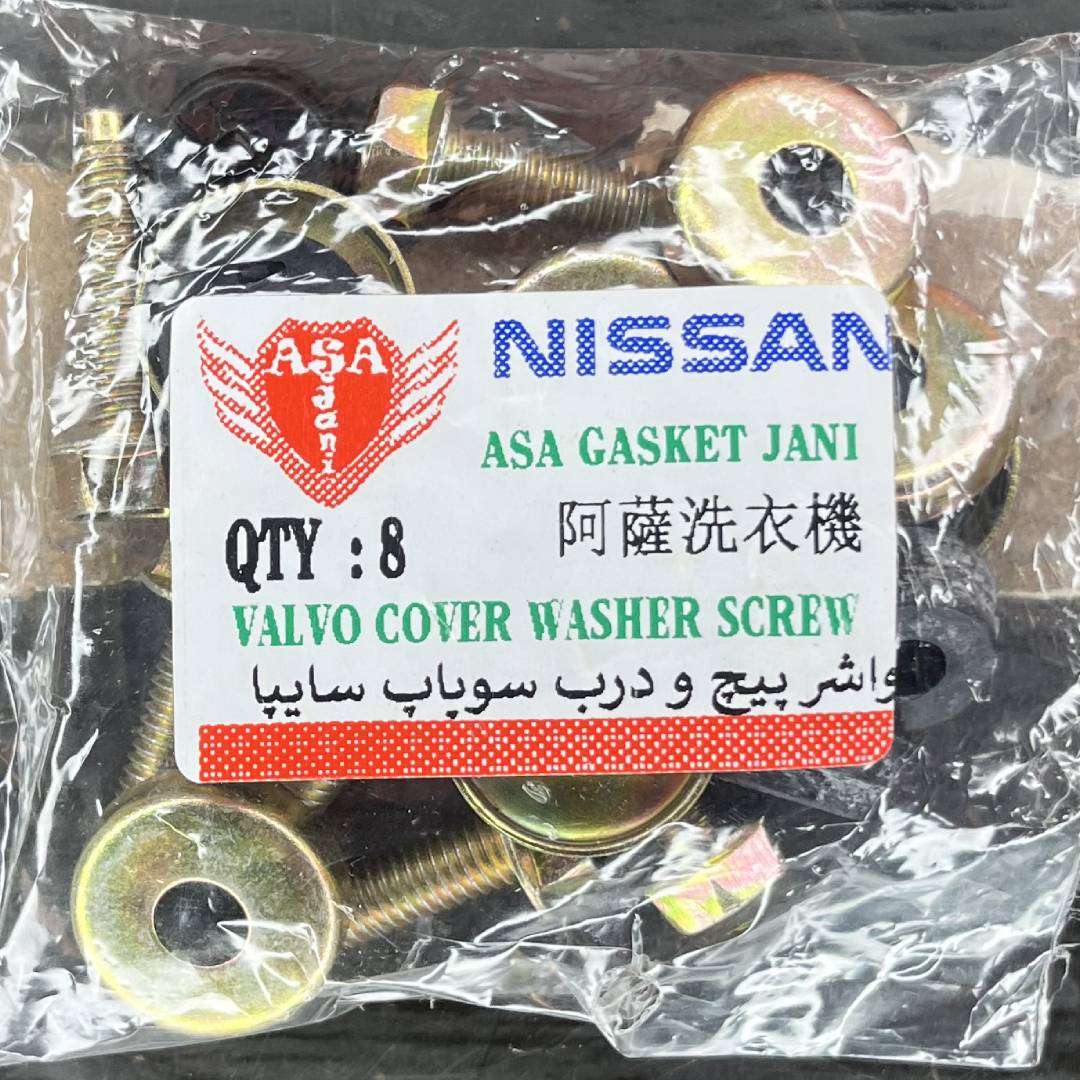 ASA
jani
NISSAN
ASA GASKET JANI
阿薩洗衣機
QTY : 8
VALVO COVER WASHER SCREW
واشر پیچ و درب سوپاپ سایپا